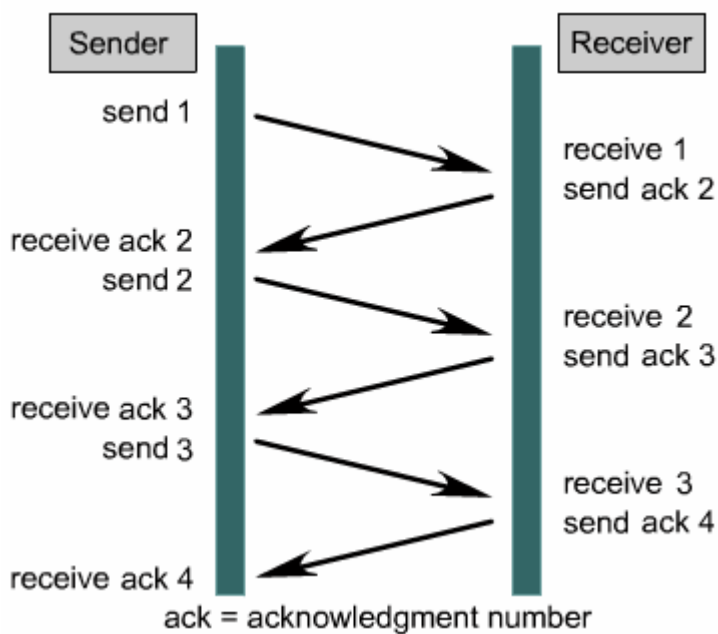 Sender
Receiver
send 1
receive 1
send ack 2
receive ack 2
send 2
receive 2
send ack 3
receive ack 3
send 3
receive 3
send ack 4
receive ack 4
ack = acknowledgment number